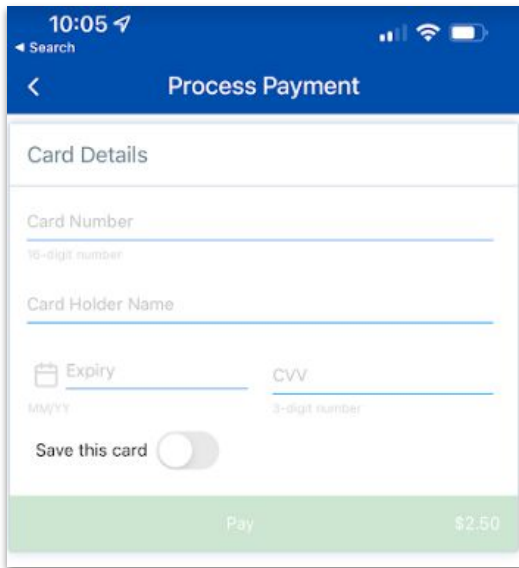 10:05
◀ Search
Process Payment
Card Details
Card Number
16-digit number
Card Holder Name
Expiry CVV
MM/YY 3-digit number
Save this card
Pay $2.50